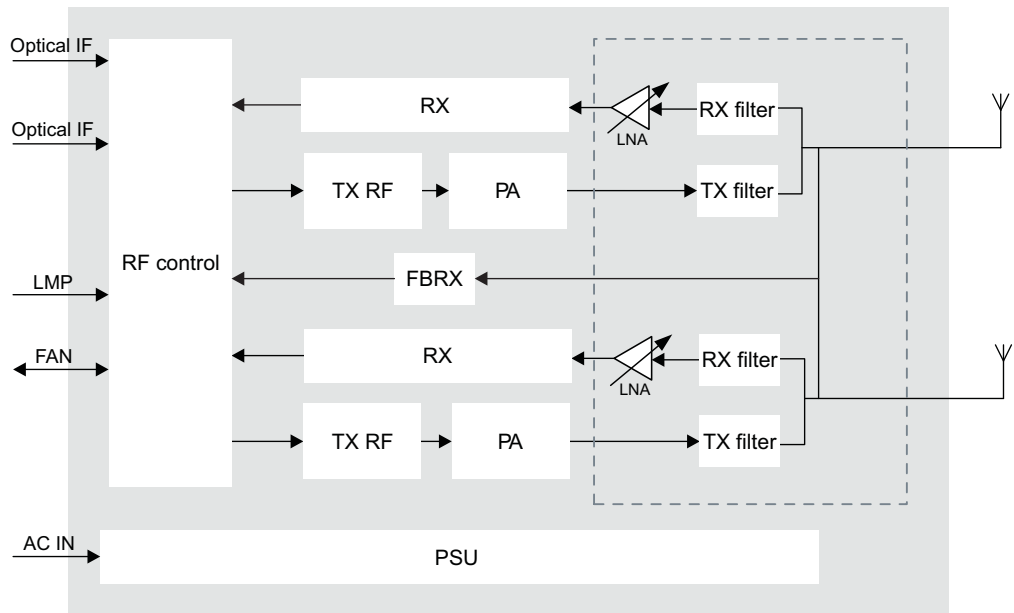 Optical IF
RX
RX filter
LNA
Optical IF
TX RF
PA
TX filter
RF control
LMP
FBRX
FAN
RX
RX filter
LNA
TX RF
PA
TX filter
AC IN
PSU